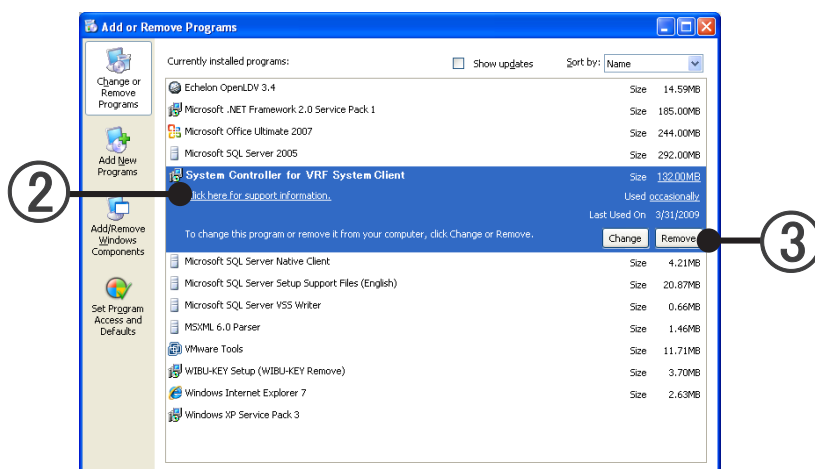 Add or Remove Programs
Change or
Remove
Programs
Add New
Programs
Add/Remove
Windows
Components
Set Program
Access and
Defaults
Currently installed programs:
Show updates
Sort by: Name
Echelon OpenLDV 3.4 Size 14.59MB
Microsoft .NET Framework 2.0 Service Pack 1 Size 185.00MB
Microsoft Office Ultimate 2007 Size 244.00MB
Microsoft SQL Server 2005 Size 292.00MB
System Controller for VRF System Client Size 132.00MB
lick here for support information. Used occasionally
Last Used On 3/31/2009
To change this program or remove it from your computer, click Change or Remove. Change Remove
Microsoft SQL Server Native Client Size 4.21MB
Microsoft SQL Server Setup Support Files (English) Size 20.87MB
Microsoft SQL Server VSS Writer Size 0.66MB
MSXML 6.0 Parser Size 1.46MB
VMware Tools Size 11.71MB
WIBU-KEY Setup (WIBU-KEY Remove) Size 3.70MB
Windows Internet Explorer 7 Size 2.63MB
Windows XP Service Pack 3
2
3